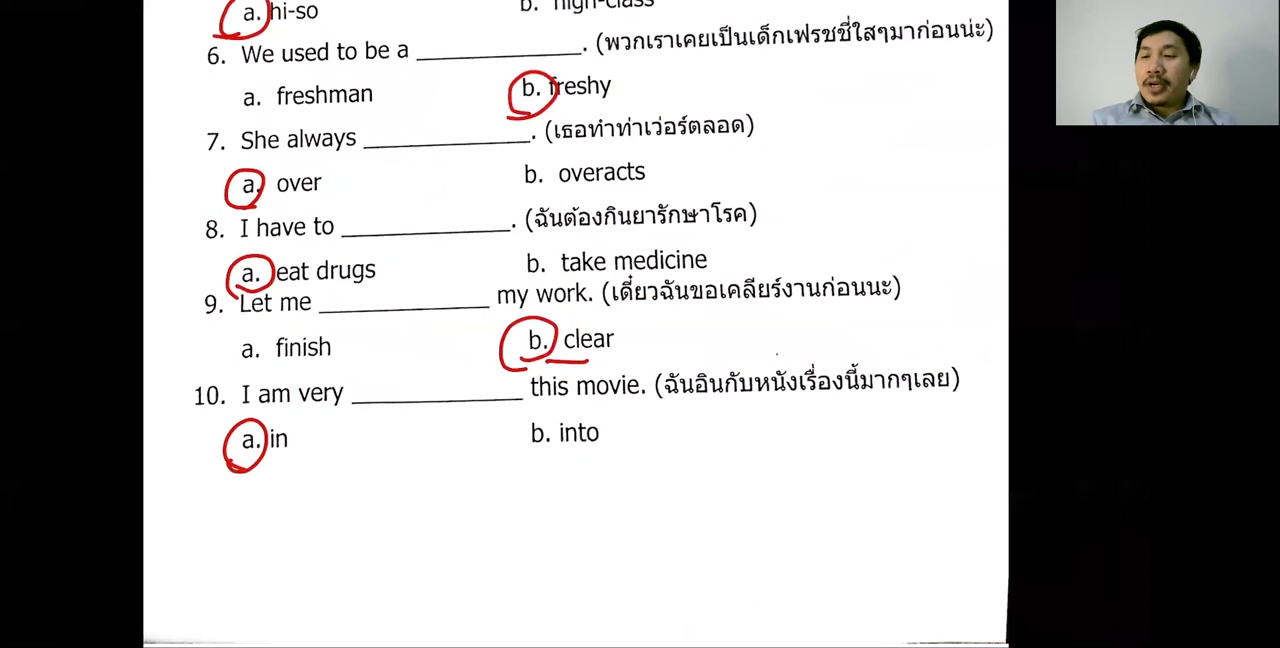 a. hi-so b. high-class
6. We used to be a ____________. (พวกเราเคยเป็นเด็กเฟรชชี่ใสๆมาก่อนน่ะ)
a. freshman b. freshy
7. She always ____________. (เธอทำท่าเว่อร์ตลอด)
a. over b. overacts
8. I have to ____________. (ฉันต้องกินยารักษาโรค)
a. eat drugs b. take medicine
9. Let me ____________ my work. (เดี๋ยวฉันขอเคลียร์งานก่อนนะ)
a. finish b. clear
10. I am very ____________ this movie. (ฉันอินกับหนังเรื่องนี้มากๆเลย)
a. in b. into